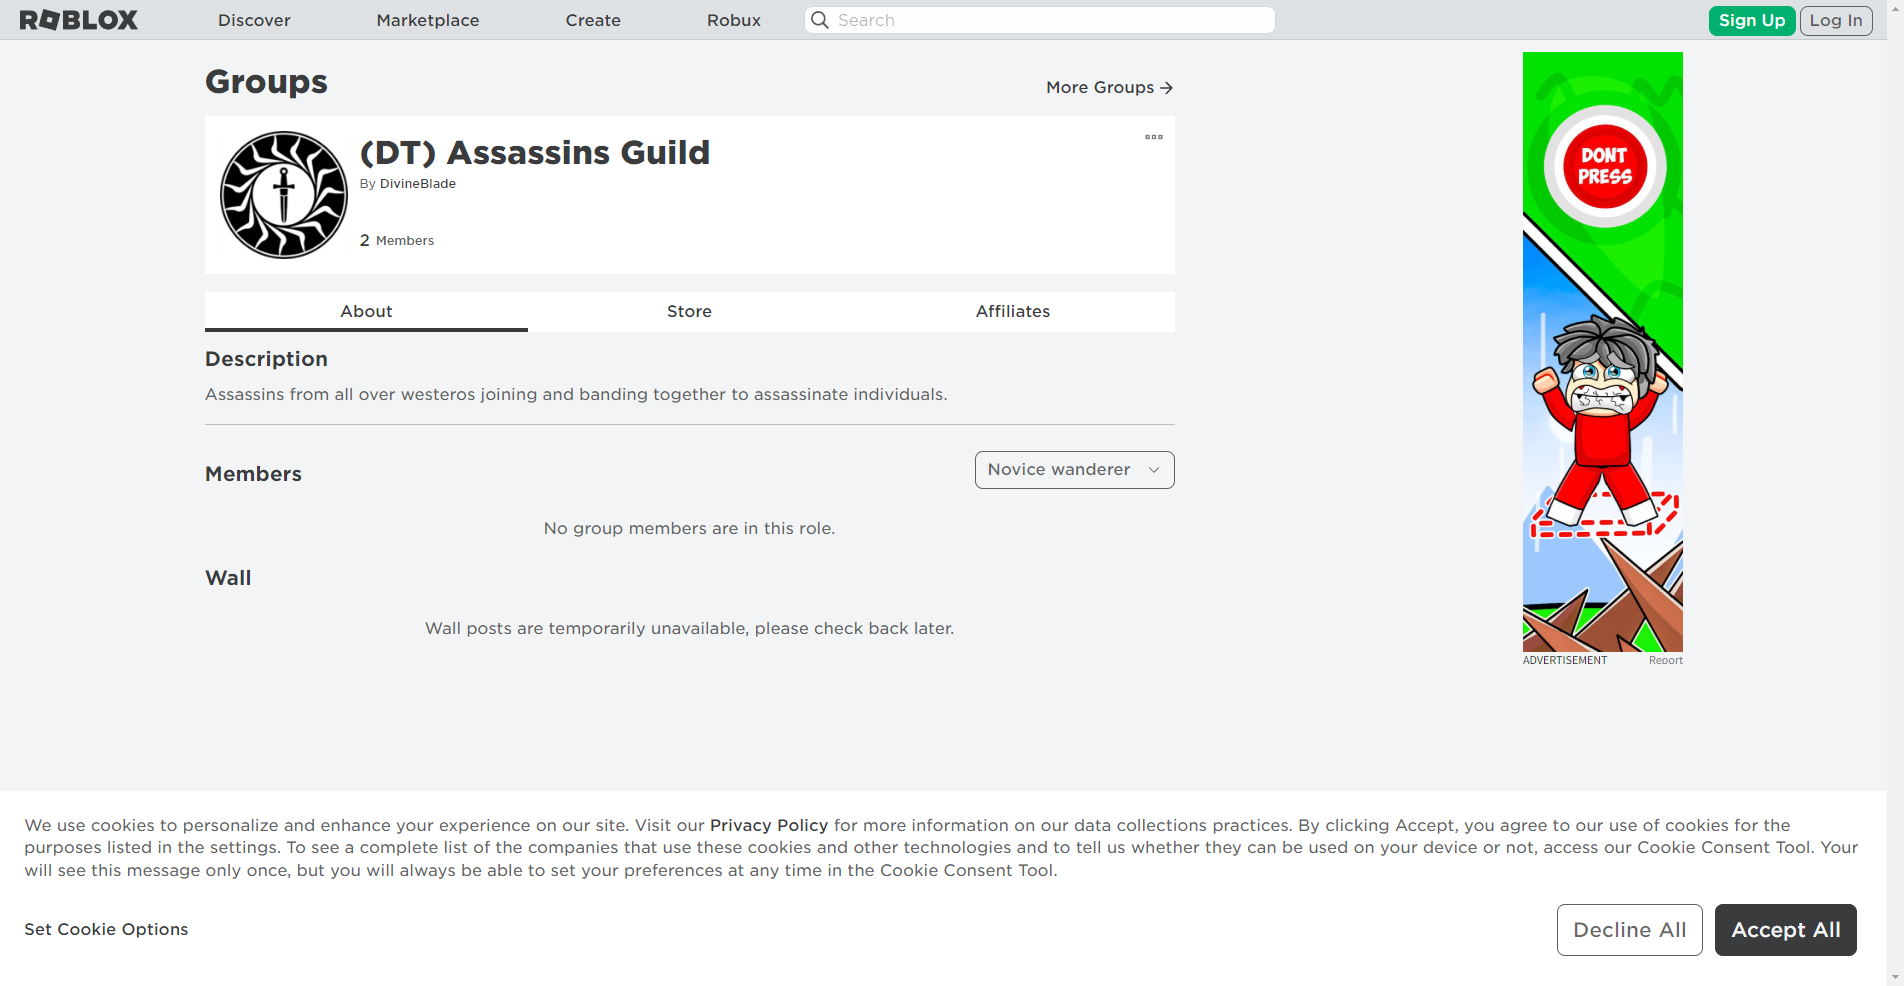 ROBLOX
Discover
Marketplace
Create
Robux
Search
Sign Up
Log In
Groups
More Groups →
(DT) Assassins Guild
By DivineBlade
2 Members
About
Store
Affiliates
Description
Assassins from all over westeros joining and banding together to assassinate individuals.
Members
Novice wanderer
No group members are in this role.
Wall
Wall posts are temporarily unavailable, please check back later.
DONT
PRESS
ADVERTISEMENT
Report
We use cookies to personalize and enhance your experience on our site. Visit our Privacy Policy for more information on our data collections practices. By clicking Accept, you agree to our use of cookies for the
purposes listed in the settings. To see a complete list of the companies that use these cookies and other technologies and to tell us whether they can be used on your device or not, access our Cookie Consent Tool. Your
will see this message only once, but you will always be able to set your preferences at any time in the Cookie Consent Tool.
Set Cookie Options
Decline All
Accept All